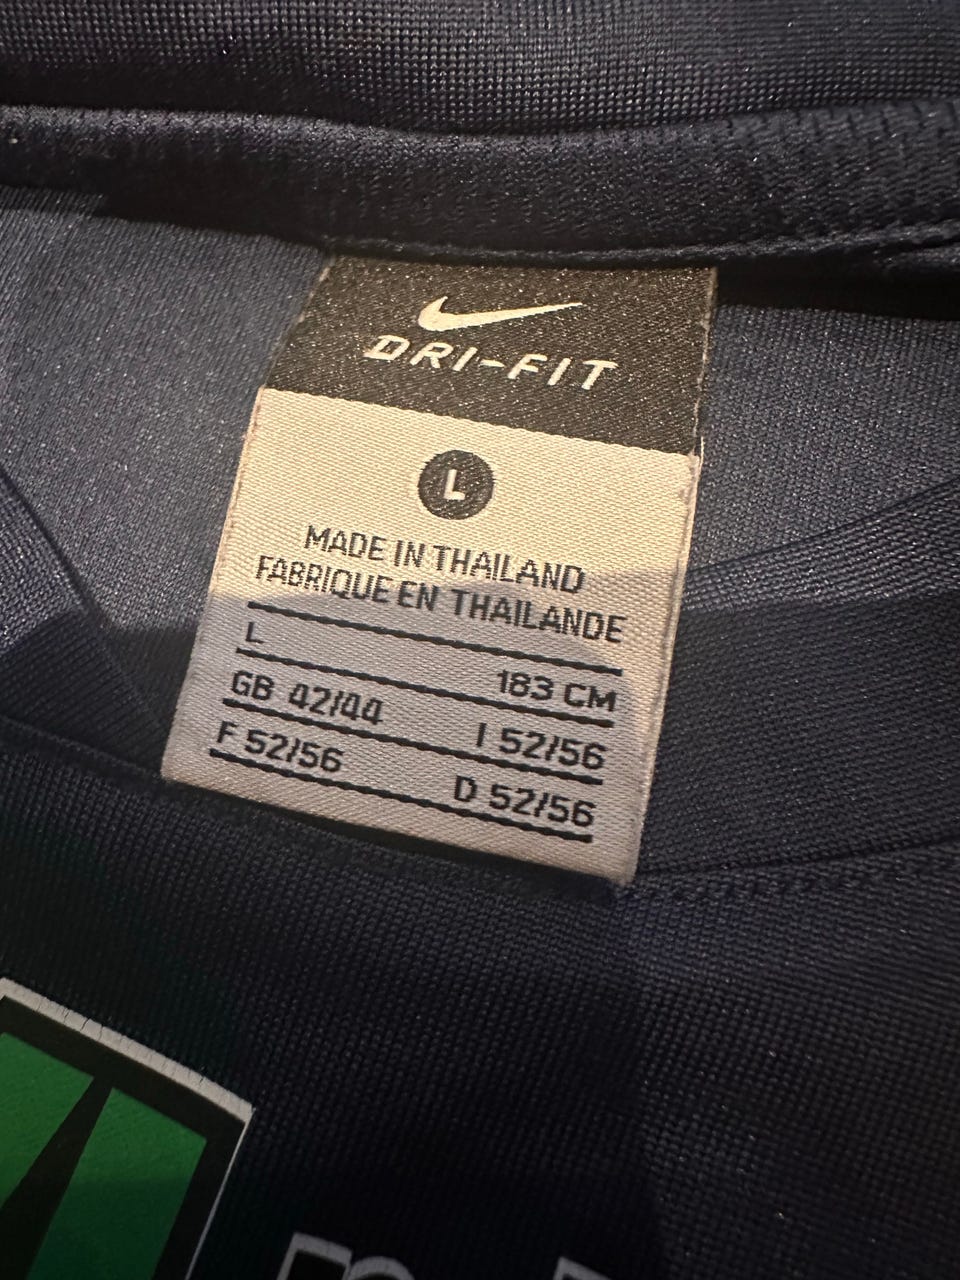 DRI-FIT
L
MADE IN THAILAND
FABRIQUE EN THAILANDE
L 183 CM
GB 42/44 I 52/56
F 52/56 D 52/56